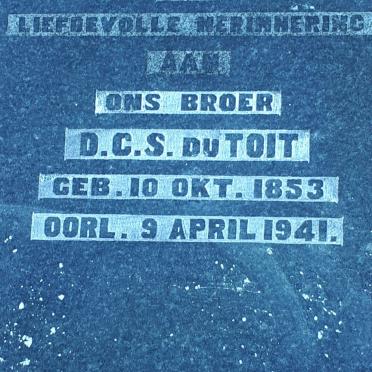 LIEFDEVOLLE HERINNERING
AAN
ONS BROER
D.C.S. DU TOIT
GEB. 10 OKT. 1853
OORL. 9 APRIL 1941.